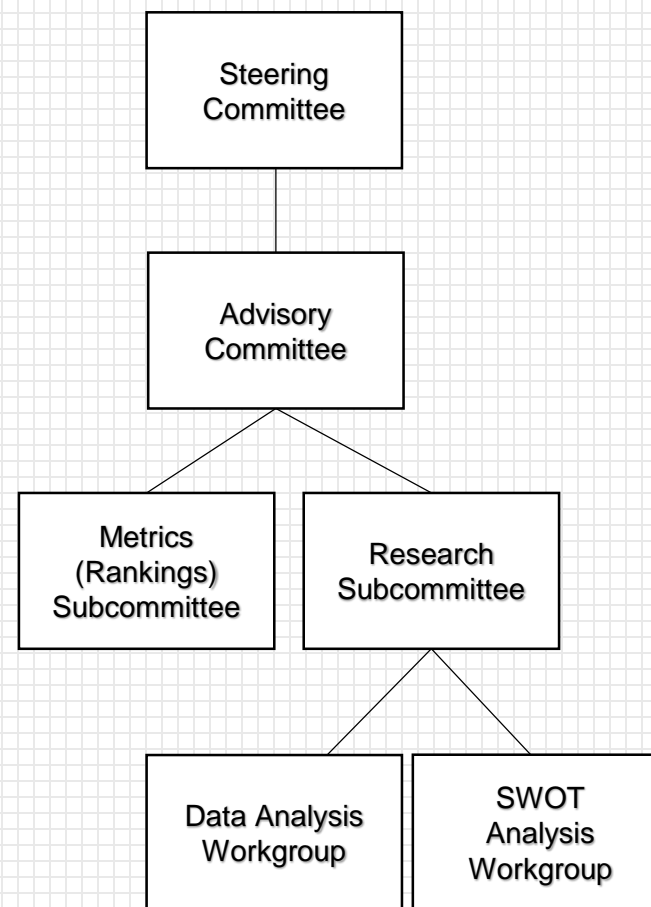 Steering
Committee
Advisory
Committee
Metrics
(Rankings)
Subcommittee
Research
Subcommittee
Data Analysis
Workgroup
SWOT
Analysis
Workgroup